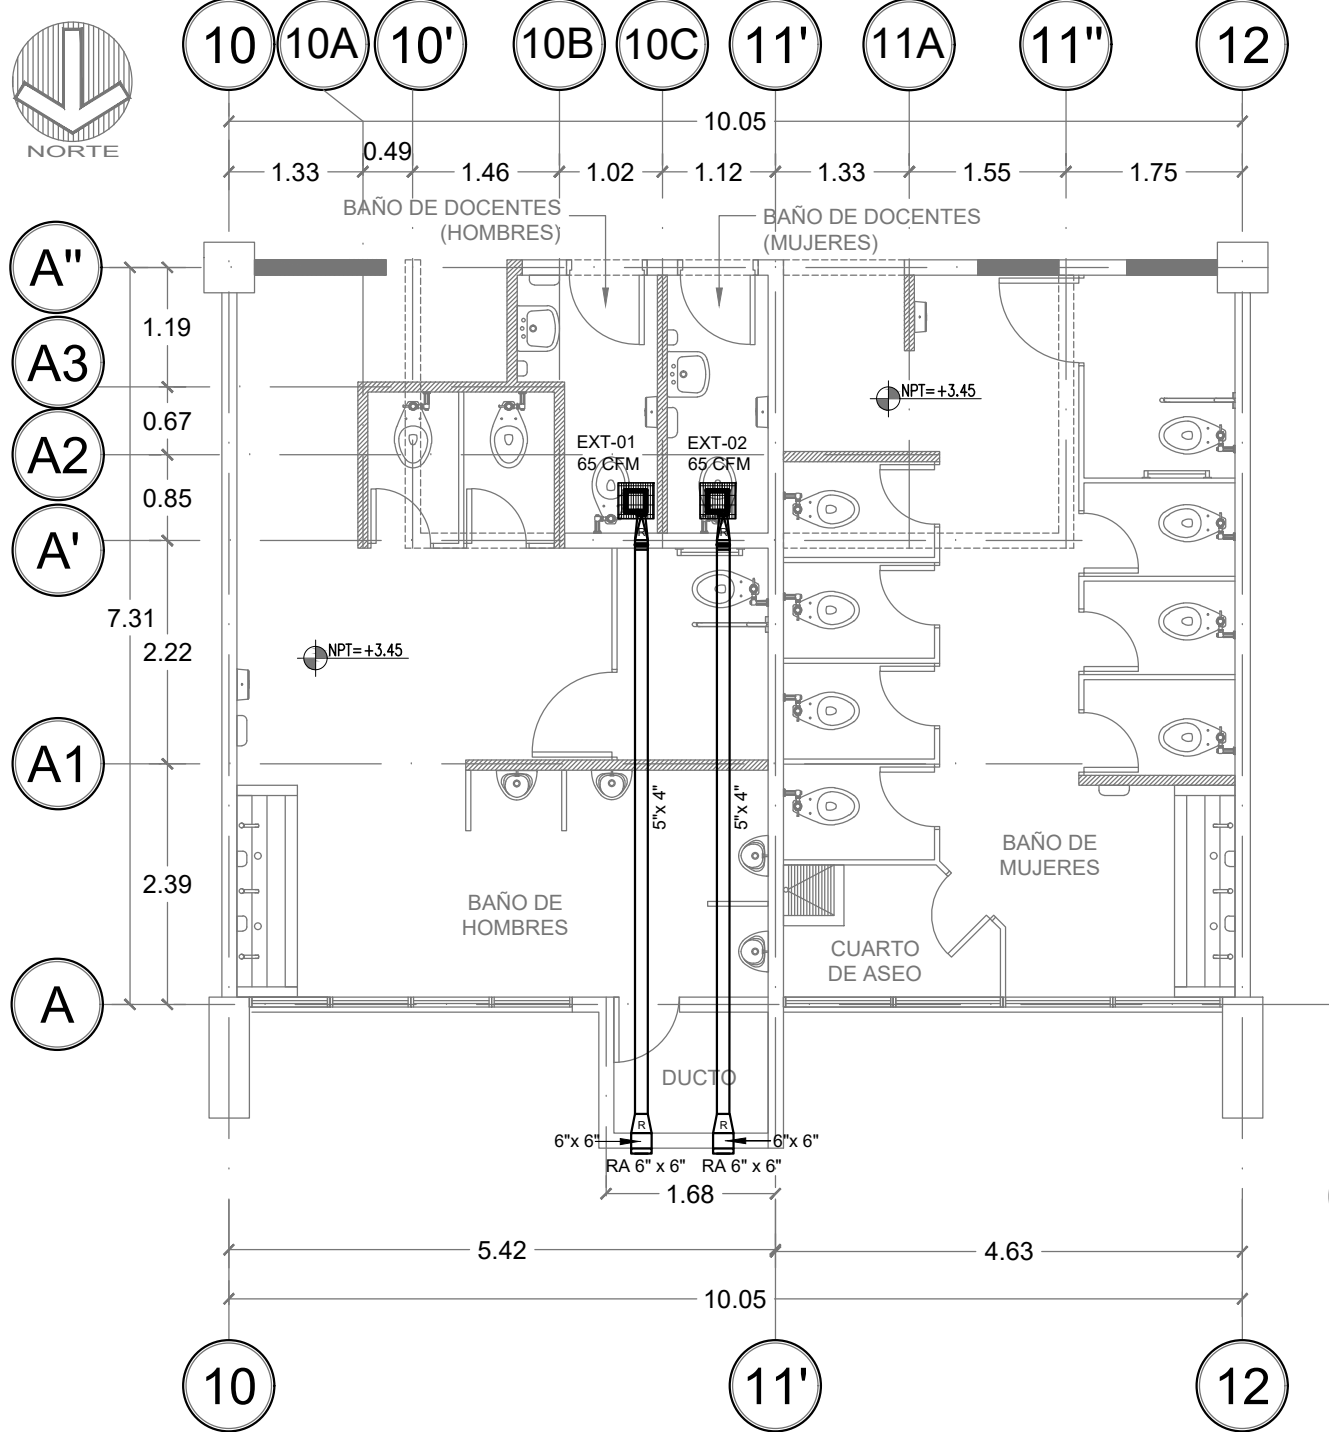 10 10A 10' 10B 10C 11' 11A 11" 12
NORTE
10.05
0.49
1.33 1.46 1.02 1.12 1.33 1.55 1.75
BAÑO DE DOCENTES
(HOMBRES)
BAÑO DE DOCENTES
(MUJERES)
A"
1.19
A3
NPT=+3.45
0.67
A2
EXT-01
65 CFM
EXT-02
65 CFM
0.85
A'
7.31
2.22
NPT=+3.45
R R
A1
5"x 4"
5"x 4"
BAÑO DE
MUJERES
2.39
BAÑO DE
HOMBRES
CUARTO
DE ASEO
A
DUCTO
R R
6"x 6" 6"x 6"
RA 6" x 6" RA 6" x 6"
1.68
5.42 4.63
10.05
10 11' 12